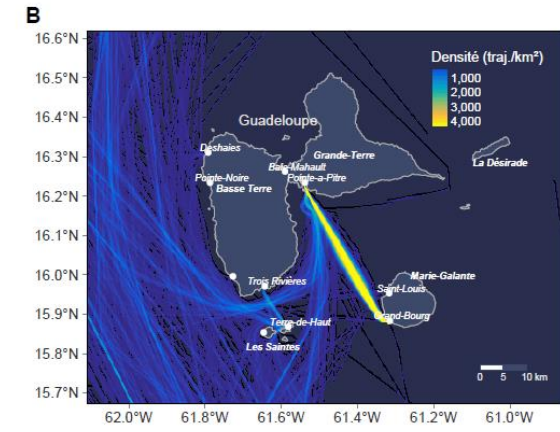 B
16.6°N
16.5°N
16.4°N
16.3°N
16.2°N
16.1°N
16.0°N
15.9°N
15.8°N
15.7°N
Densité (traj./km²)
1,000
2,000
3,000
4,000
Guadeloupe
Deshaies
Grande-Terre
Baie-Mahault
La Désirade
Pointe-Noire
Pointe-a-Pitre
Basse Terre
Marie-Galante
Trois Rivières
Saint-Louis
Grand-Bourg
Terre-de-Haut
Les Saintes
0 5 10 km
62.0°W 61.8°W 61.6°W 61.4°W 61.2°W 61.0°W